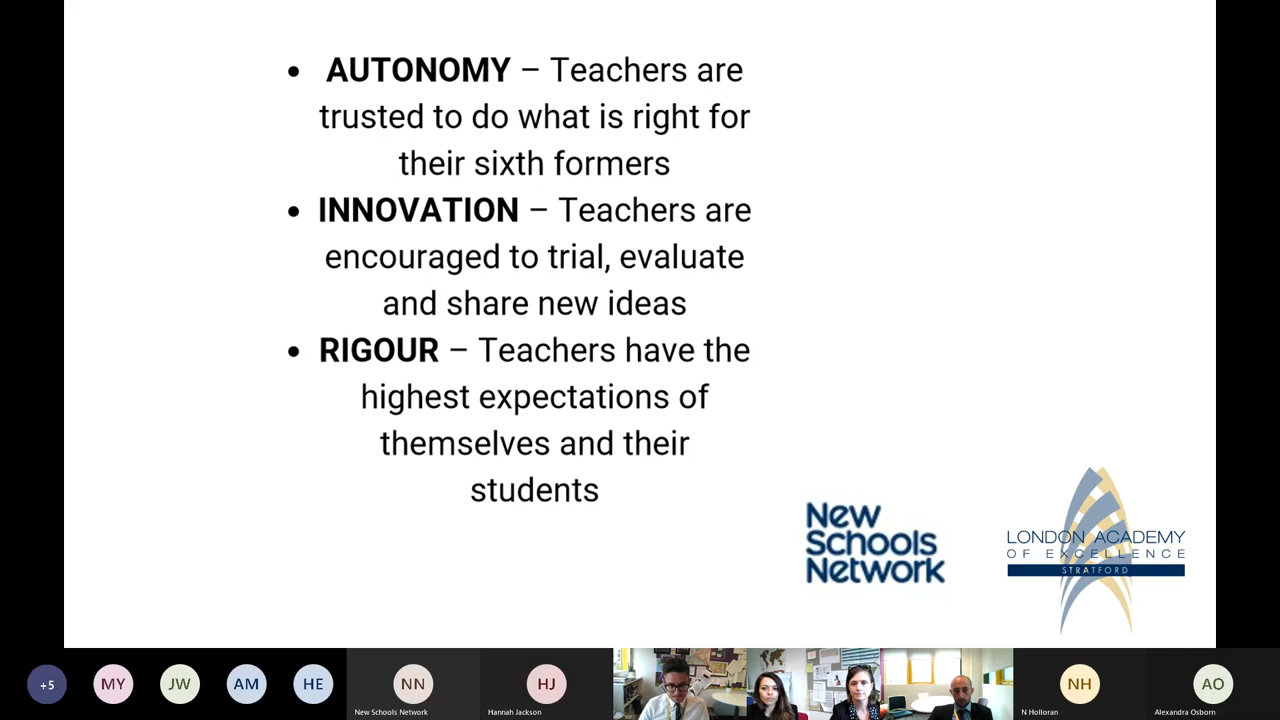 • AUTONOMY – Teachers are
trusted to do what is right for
their sixth formers
• INNOVATION – Teachers are
encouraged to trial, evaluate
and share new ideas
• RIGOUR – Teachers have the
highest expectations of
themselves and their
students
New
Schools
Network
LONDON ACADEMY
OF EXCELLENCE
STRATFORD
+5
MY
JW
AM
HE
NN
New Schools Network
HJ
Hannah Jackson
NH
N Holloran
AO
Alexandra Osborn